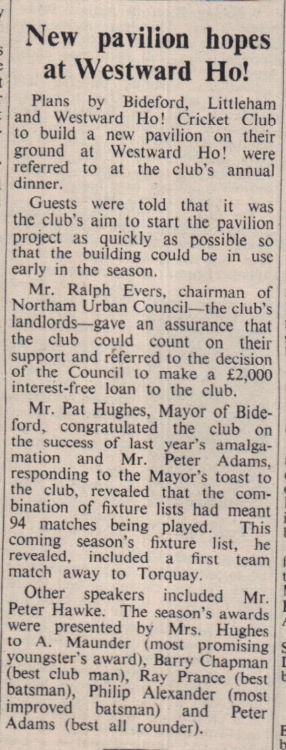 New pavilion hopes
at Westward Ho!
Plans by Bideford, Littleham
and Westward Ho! Cricket Club
to build a new pavilion on their
ground at Westward Ho! were
referred to at the club's annual
dinner.
Guests were told that it was
the club's aim to start the pavilion
project as quickly as possible so
that the building could be in use
early in the season.
Mr. Ralph Evers, chairman of
Northam Urban Council—the club's
landlords—gave an assurance that
the club could count on their
support and referred to the decision
of the Council to make a £2,000
interest-free loan to the club.
Mr. Pat Hughes, Mayor of Bide-
ford, congratulated the club on
the success of last year's amalga-
mation and Mr. Peter Adams,
responding to the Mayor's toast to
the club, revealed that the com-
bination of fixture lists had meant
94 matches being played. This
coming season's fixture list, he
revealed, included a first team
match away to Torquay.
Other speakers included Mr.
Peter Hawke. The season's awards
were presented by Mrs. Hughes
to A. Maunder (most promising
youngster's award), Barry Chapman
(best club man), Ray Prance (best
batsman), Philip Alexander (most
improved batsman) and Peter
Adams (best all rounder).